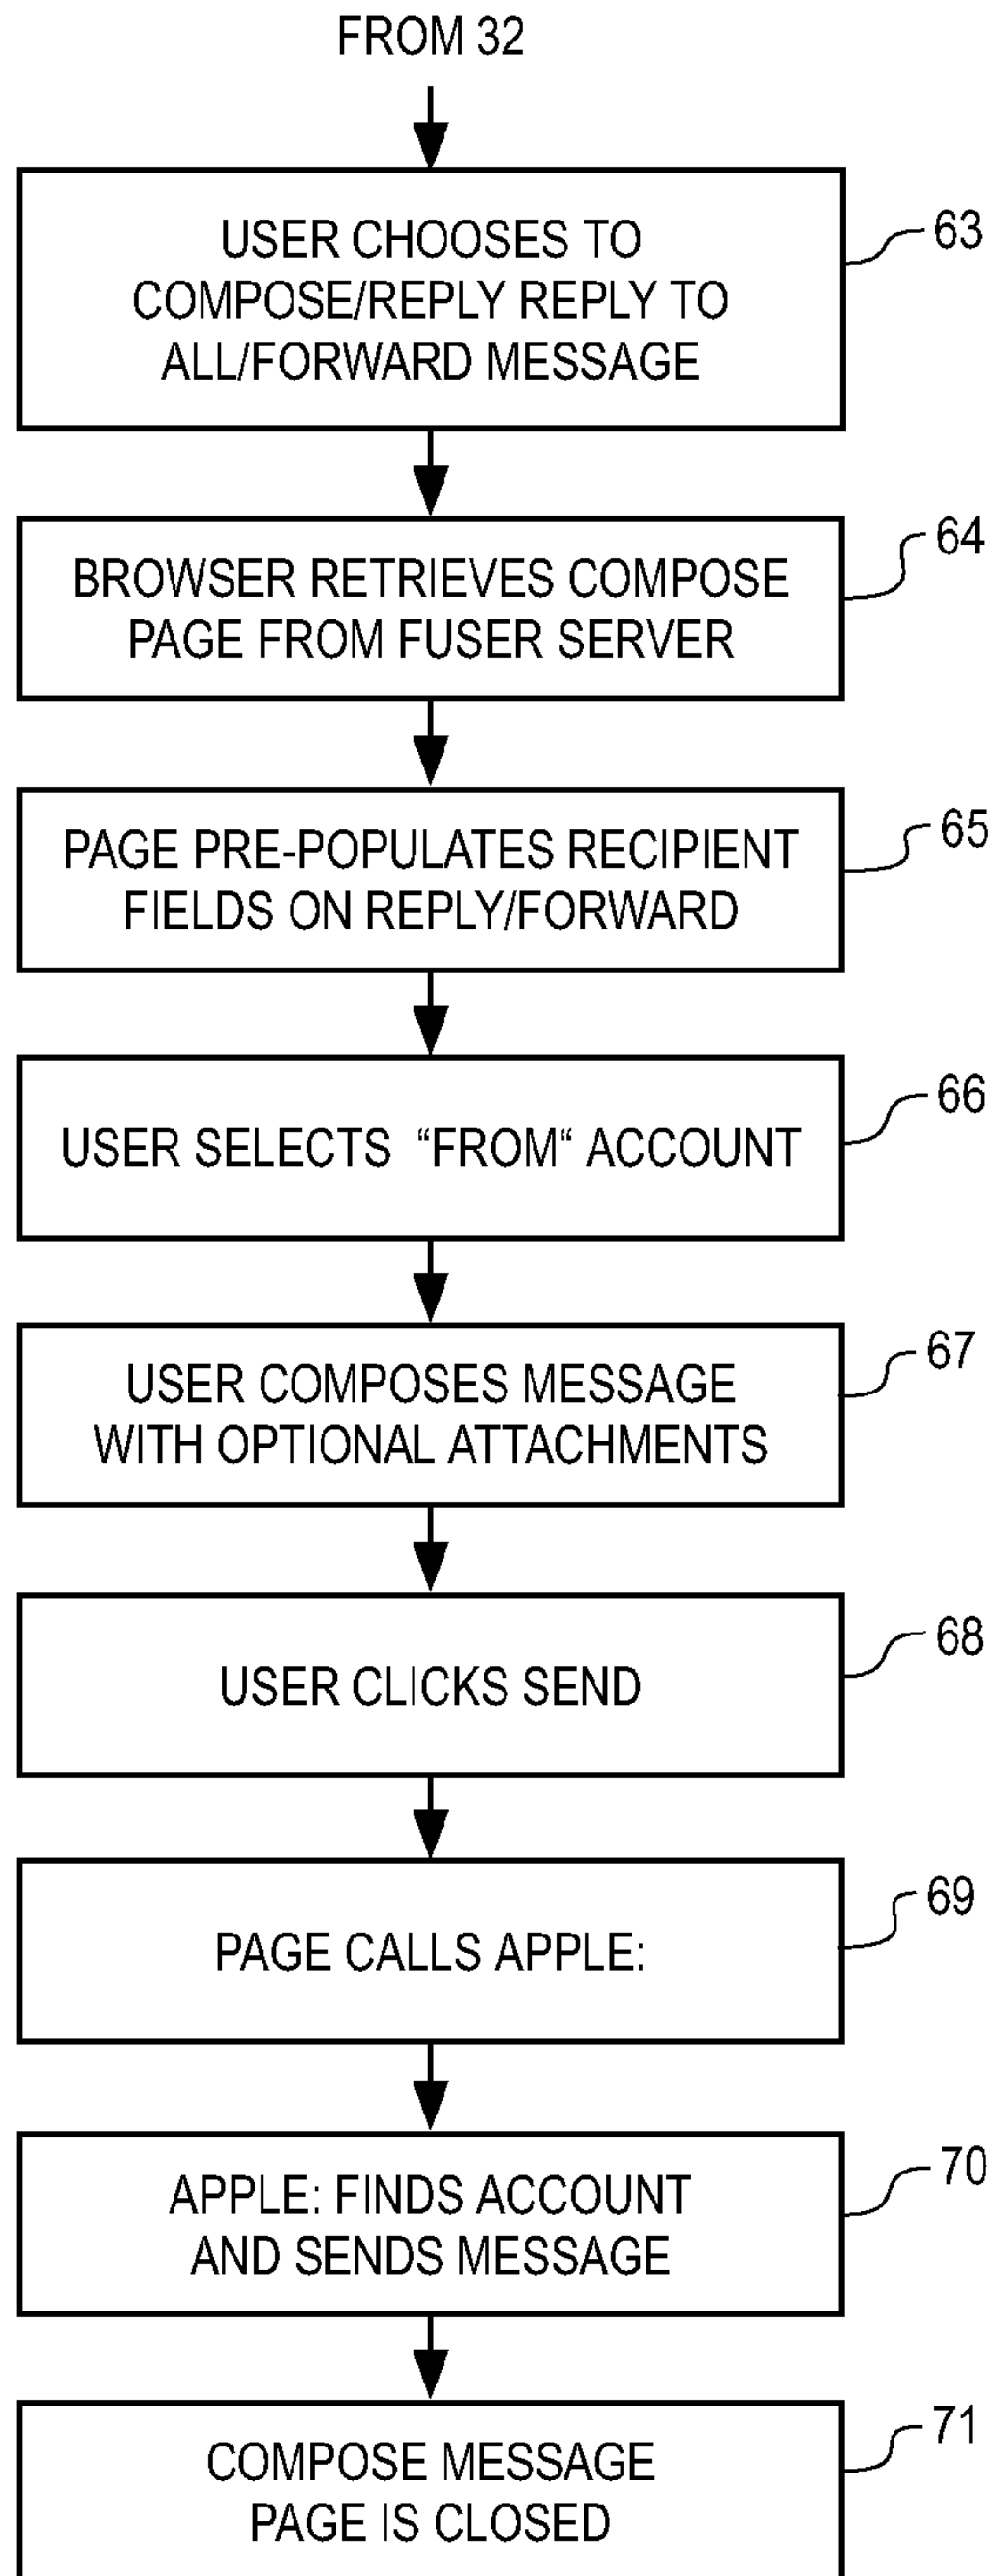 FROM 32
USER CHOOSES TO
COMPOSE/REPLY REPLY TO
ALL/FORWARD MESSAGE
63
BROWSER RETRIEVES COMPOSE
PAGE FROM FUSER SERVER
64
PAGE PRE-POPULATES RECIPIENT
FIELDS ON REPLY/FORWARD
65
USER SELECTS “FROM“ ACCOUNT
66
USER COMPOSES MESSAGE
WITH OPTIONAL ATTACHMENTS
67
USER CLICKS SEND
68
PAGE CALLS APPLE:
69
APPLE: FINDS ACCOUNT
AND SENDS MESSAGE
70
COMPOSE MESSAGE
PAGE IS CLOSED
71